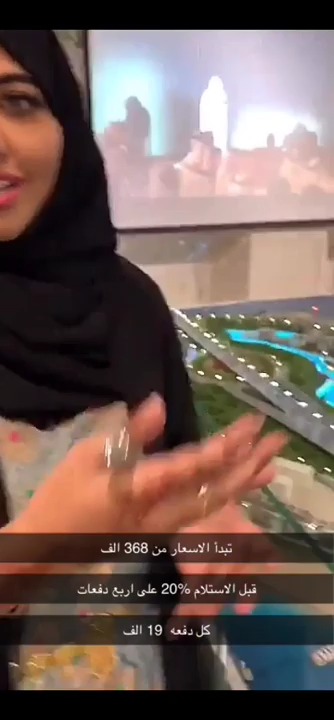 تبدأ الاسعار من 368 الف
قبل الاستلام 20% على اربع دفعات
كل دفعه 19 الف